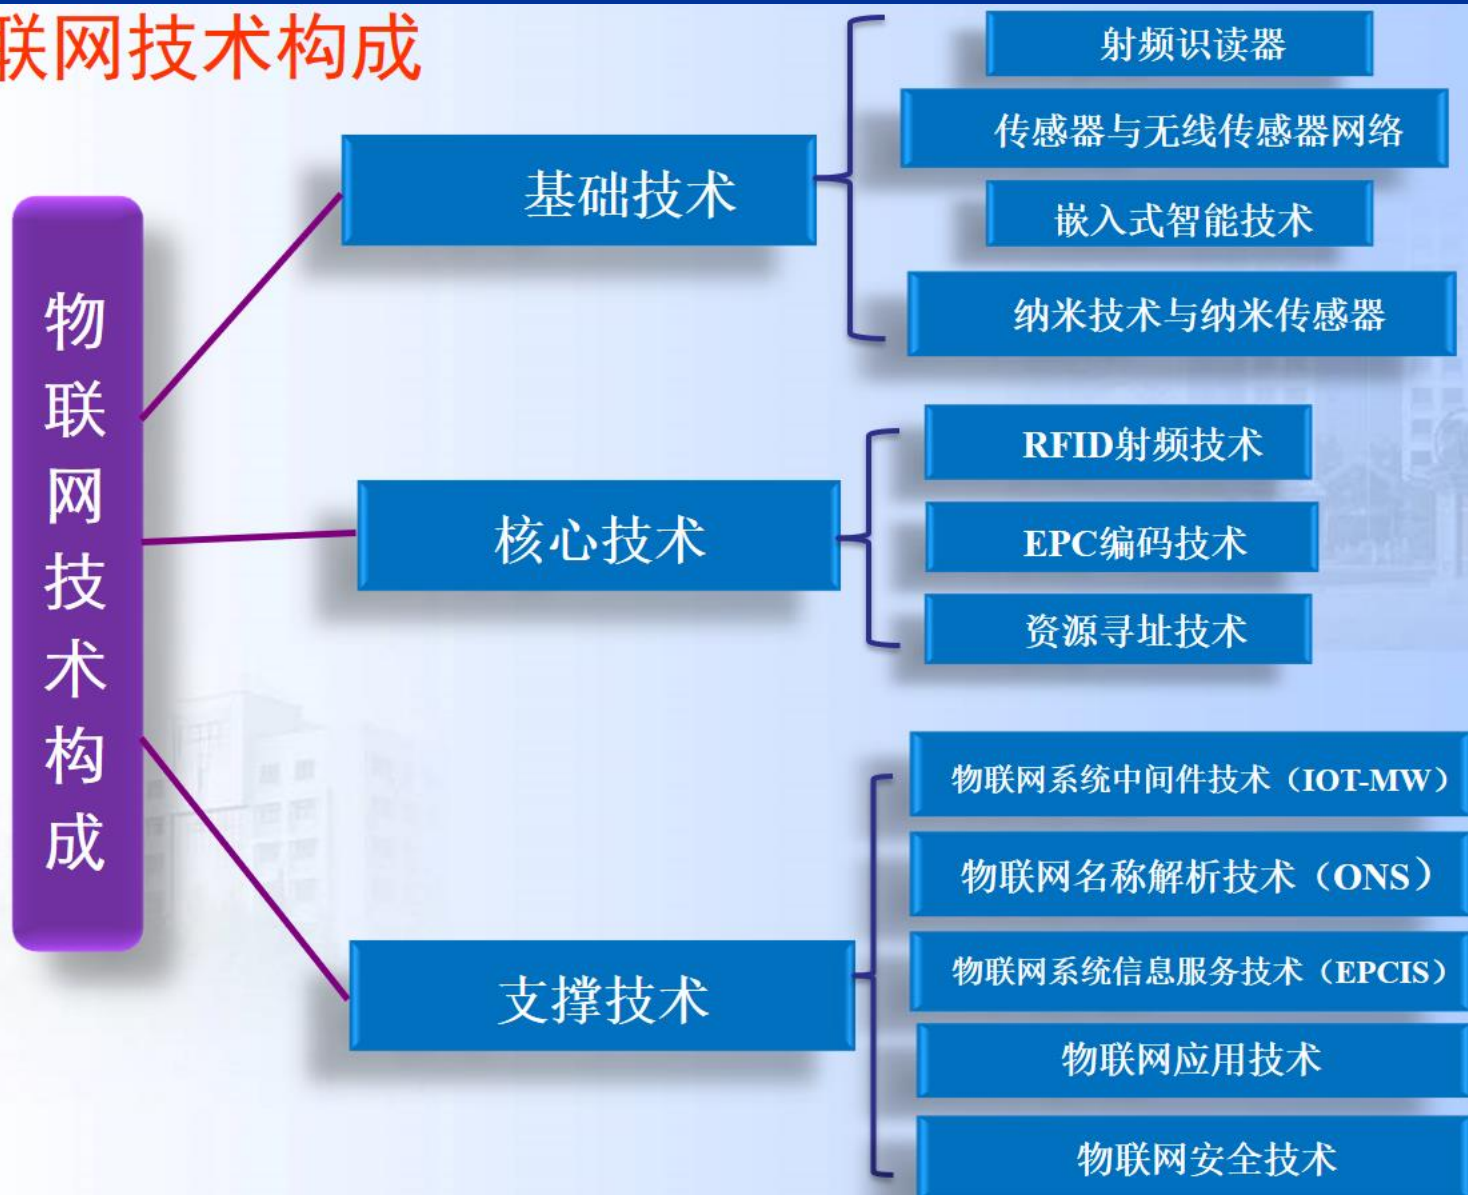 联网技术构成
物联网技术构成
基础技术
射频识读器
传感器与无线传感器网络
嵌入式智能技术
纳米技术与纳米传感器
核心技术
RFID射频技术
EPC编码技术
资源寻址技术
支撑技术
物联网系统中间件技术（IOT-MW）
物联网名称解析技术（ONS）
物联网系统信息服务技术（EPCIS）
物联网应用技术
物联网安全技术